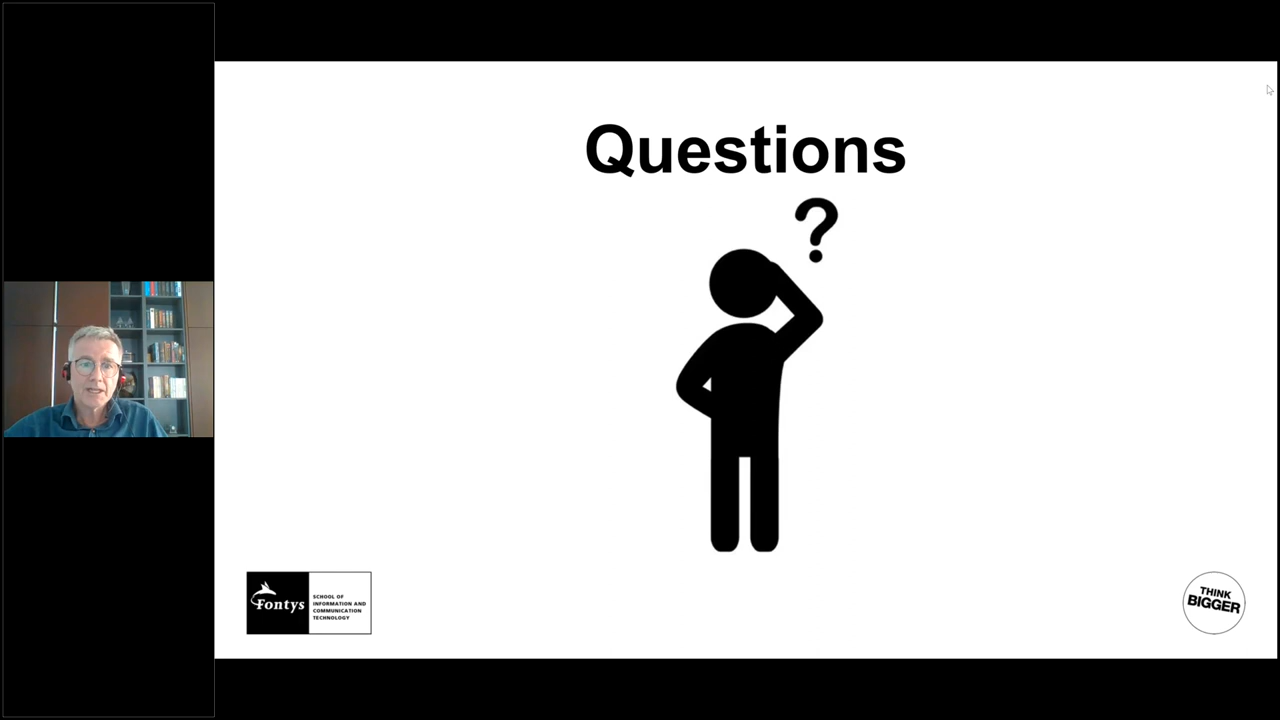 Questions
?
Fontys
SCHOOL OF
INFORMATION AND
COMMUNICATION
TECHNOLOGY
THINK
BIGGER